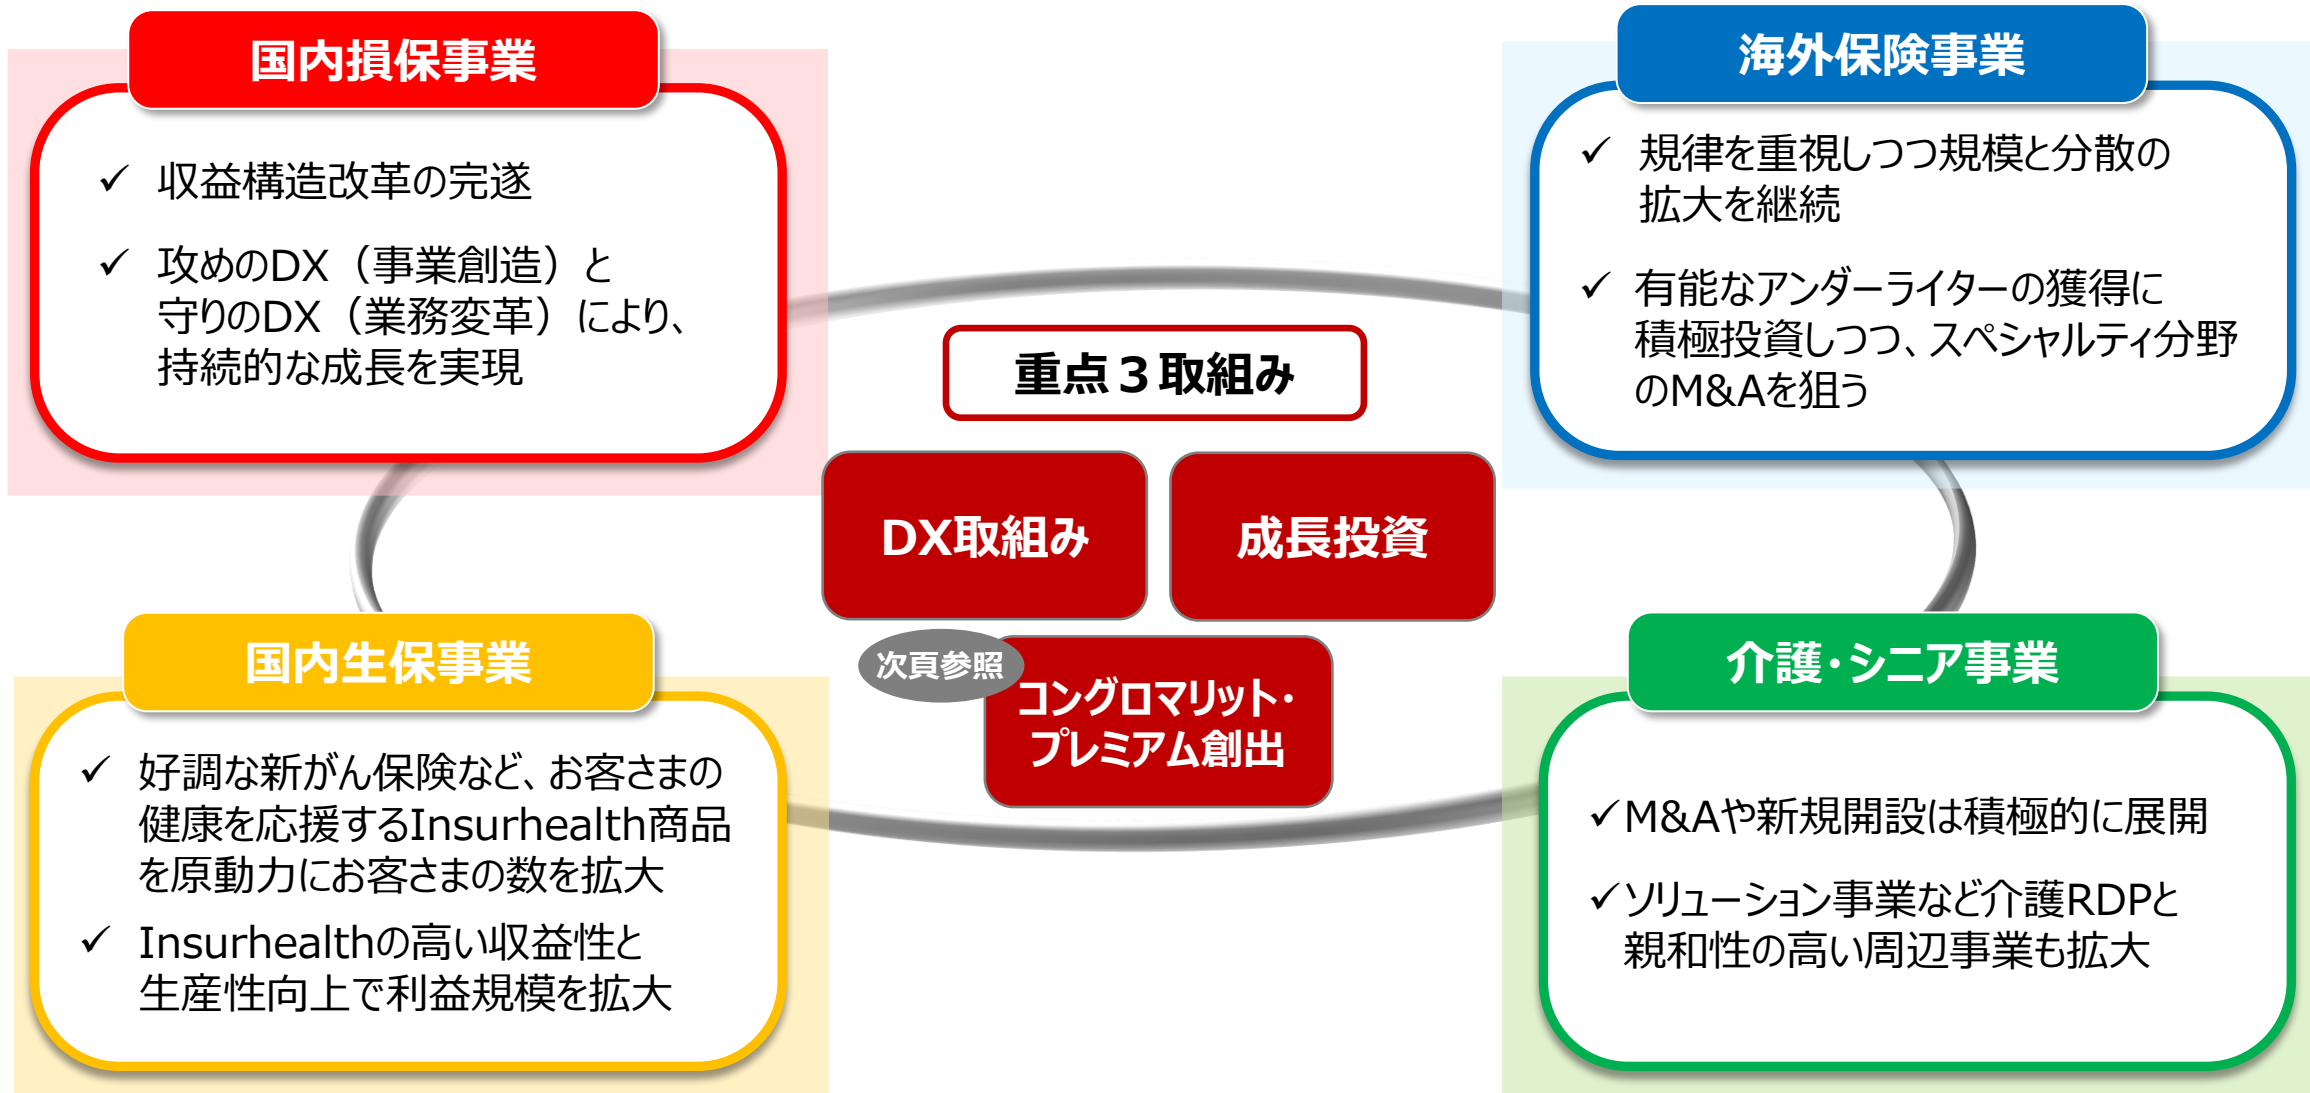 国内損保事業
✓ 収益構造改革の完遂
✓ 攻めのDX（事業創造）と
守りのDX（業務変革）により、
持続的な成長を実現
海外保険事業
✓ 規律を重視しつつ規模と分散の
拡大を継続
✓ 有能なアンダーライターの獲得に
積極投資しつつ、スペシャルティ分野
のM&Aを狙う
重点３取組み
DX取組み
成長投資
次頁参照
コングロマリット・
プレミアム創出
国内生保事業
✓ 好調な新がん保険など、お客さまの
健康を応援するInsurhealth商品
を原動力にお客さまの数を拡大
✓ Insurhealthの高い収益性と
生産性向上で利益規模を拡大
介護・シニア事業
✓M&Aや新規開設は積極的に展開
✓ソリューション事業など介護RDPと
親和性の高い周辺事業も拡大